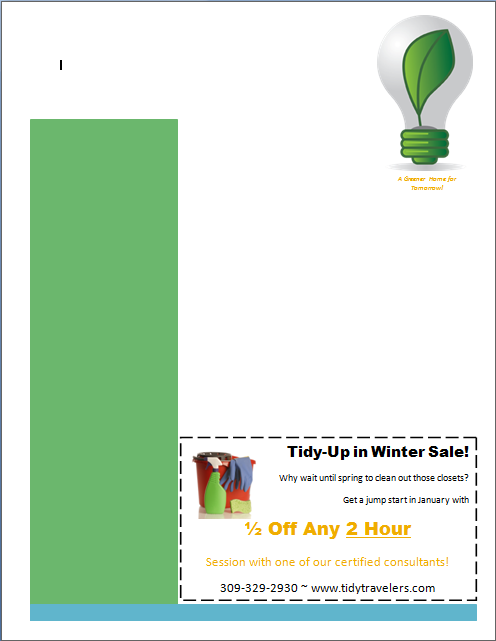 A Greener Home for
Tomorrow!
Tidy-Up in Winter Sale!
Why wait until spring to clean out those closets?
Get a jump start in January with
½ Off Any 2 Hour
Session with one of our certified consultants!
309-329-2930 ~ www.tidytravelers.com